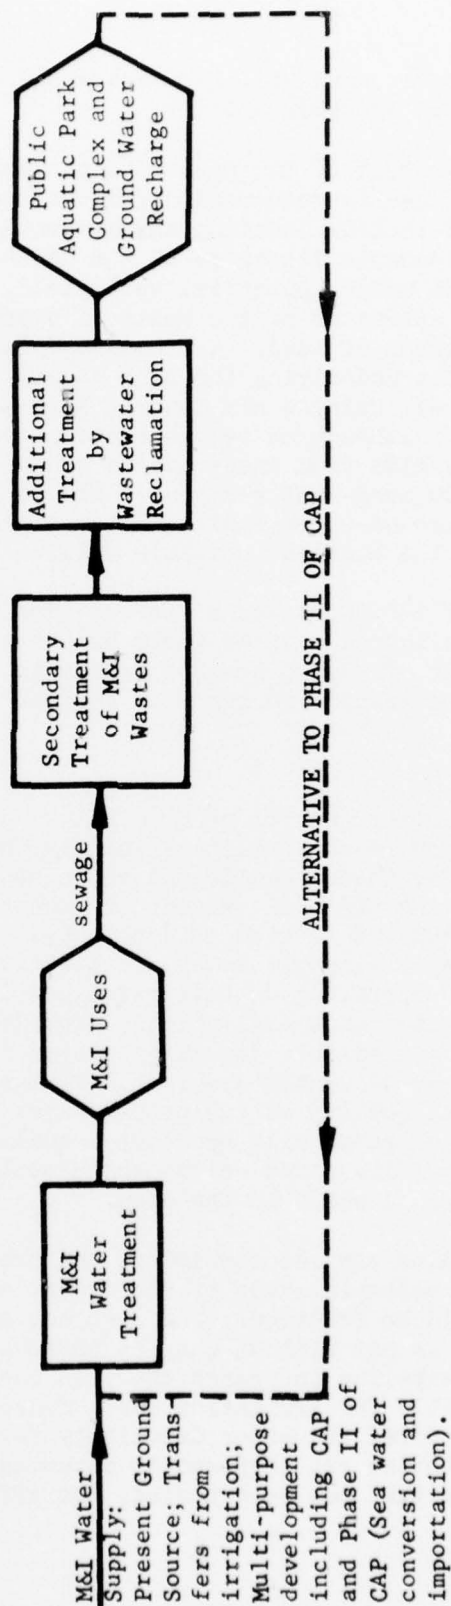 M&I Water
Supply:
Present Ground
Source; Trans-
fers from
irrigation;
Multi-purpose
development
including CAP
and Phase II of
CAP (Sea water
conversion and
importation).
M&I
Water
Treatment
M&I Uses
sewage
Secondary
Treatment
of M&I
Wastes
Additional
Treatment
by
Wastewater
Reclamation
Public
Aquatic Park
Complex and
Ground Water
Recharge
ALTERNATIVE TO PHASE II OF CAP